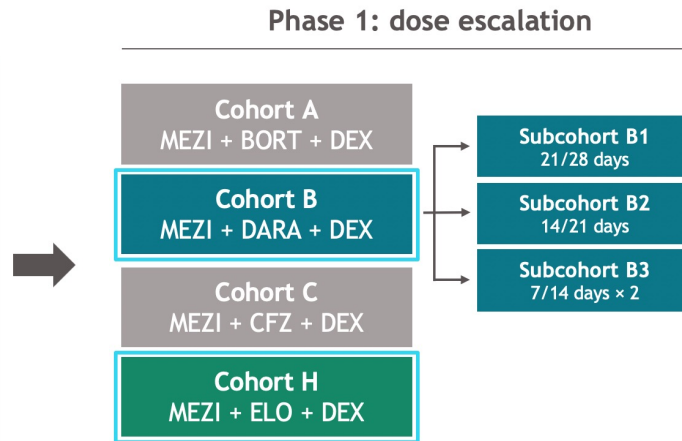 Phase 1: dose escalation
Cohort A
MEZI + BORT + DEX
Cohort B
MEZI + DARA + DEX
Cohort C
MEZI + CFZ + DEX
Cohort H
MEZI + ELO + DEX
Subcohort B1
21/28 days
Subcohort B2
14/21 days
Subcohort B3
7/14 days × 2